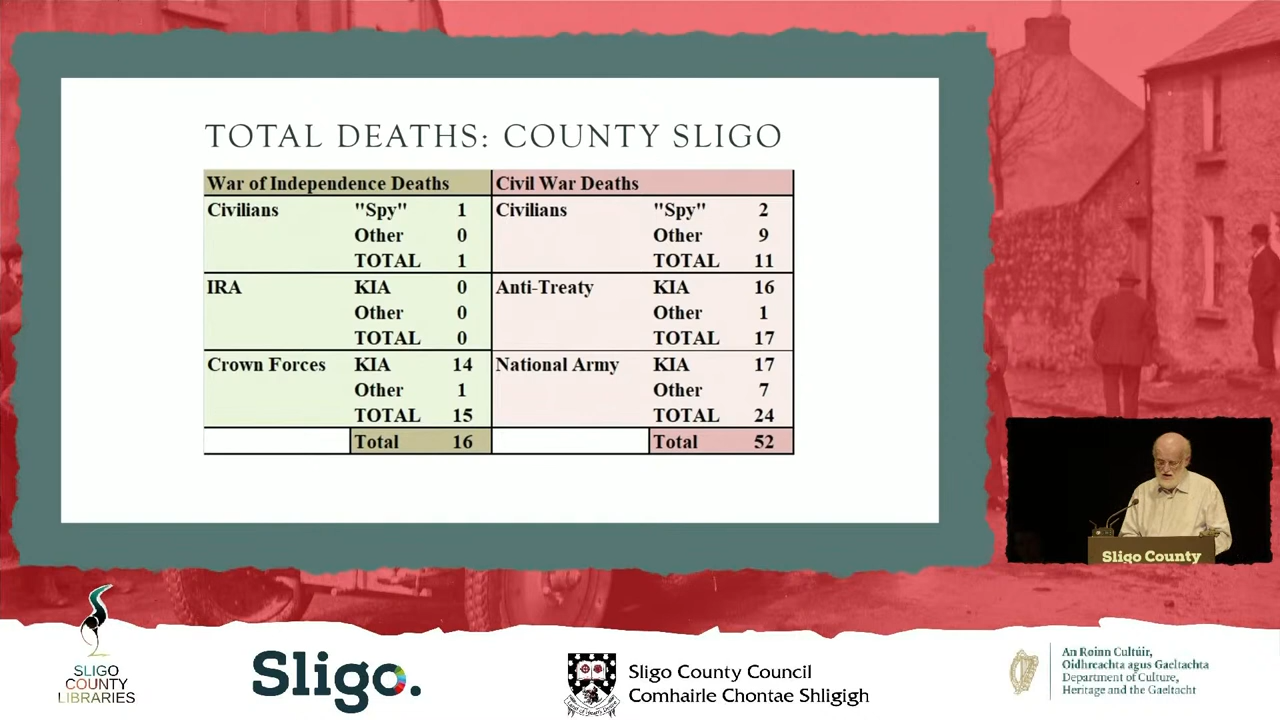 TOTAL DEATHS: COUNTY SLIGO
War of Independence Deaths Civil War Deaths
Civilians "Spy" 1 Civilians "Spy" 2
Other 0 Other 9
TOTAL 1 TOTAL 11
IRA KIA 0 Anti-Treaty KIA 16
Other 0 Other 1
TOTAL 0 TOTAL 17
Crown Forces KIA 14 National Army KIA 17
Other 1 Other 7
TOTAL 15 TOTAL 24
Total 16 Total 52
Sligo County
SLIGO
COUNTY
LIBRARIES
Sligo.
Sligo County Council
Comhairle Chontae Shligigh
An Roinn Cultúir,
Oidhreachta agus Gaeltachta
Department of Culture,
Heritage and the Gaeltacht